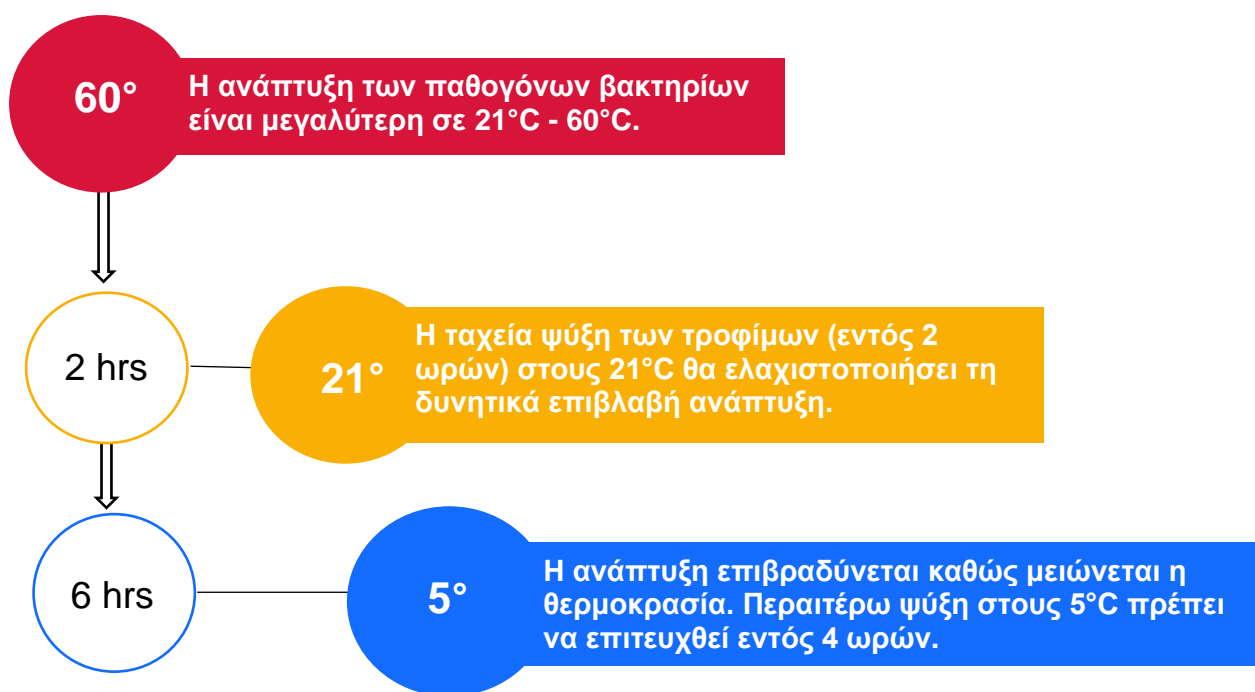 60°
Η ανάπτυξη των παθογόνων βακτηρίων
είναι μεγαλύτερη σε 21°C - 60°C.
2 hrs
21°
Η ταχεία ψύξη των τροφίμων (εντός 2
ωρών) στους 21°C θα ελαχιστοποιήσει τη
δυνητικά επιβλαβή ανάπτυξη.
6 hrs
5°
Η ανάπτυξη επιβραδύνεται καθώς μειώνεται η
θερμοκρασία. Περαιτέρω ψύξη στους 5°C πρέπει
να επιτευχθεί εντός 4 ωρών.